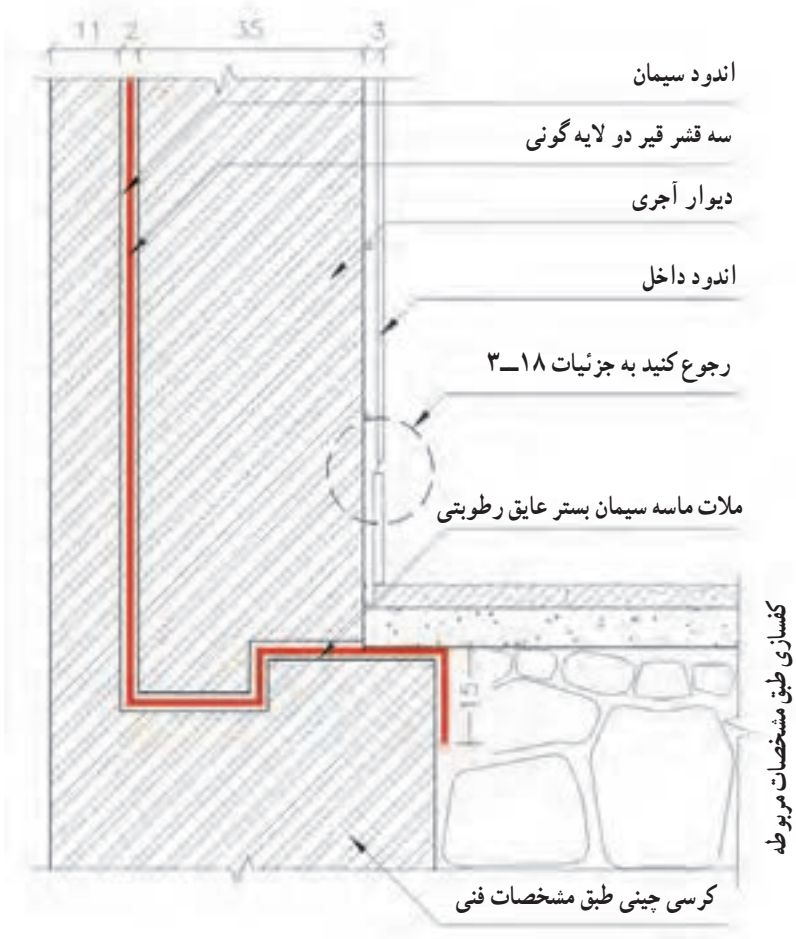 11 2 35 3
اندود سیمان
سه قشر قیر دو لایه گونی
دیوار آجری
اندود داخل
رجوع کنید به جزئیات ۱۸ــ۳
ملات ماسه سیمان بستر عایق رطوبتی
کفسازی طبق مشخصات مربوطه
15
کرسی چینی طبق مشخصات فنی